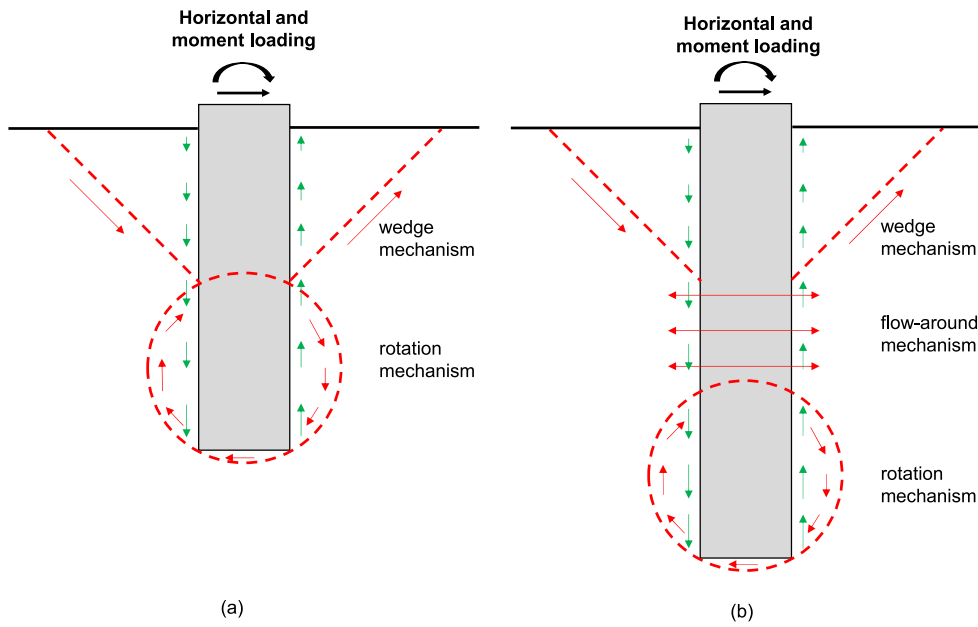 Horizontal and
moment loading
wedge
mechanism
rotation
mechanism
(a)
Horizontal and
moment loading
wedge
mechanism
flow-around
mechanism
rotation
mechanism
(b)